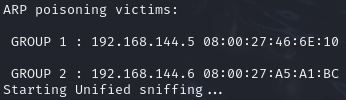 ARP poisoning victims:
GROUP 1 : 192.168.144.5 08:00:27:46:6E:10
GROUP 2 : 192.168.144.6 08:00:27:A5:A1:BC
Starting Unified sniffing...